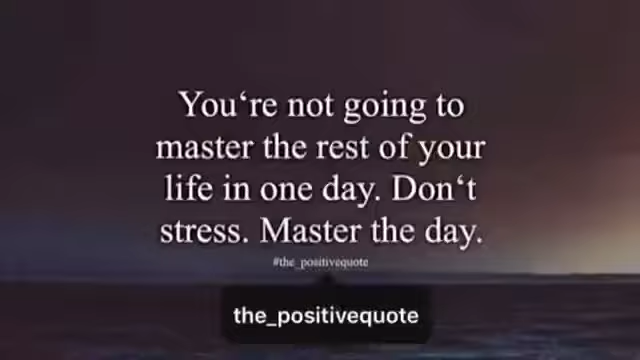 You‘re not going to
master the rest of your
life in one day. Don‘t
stress. Master the day.
#the_positivequote
the_positivequote